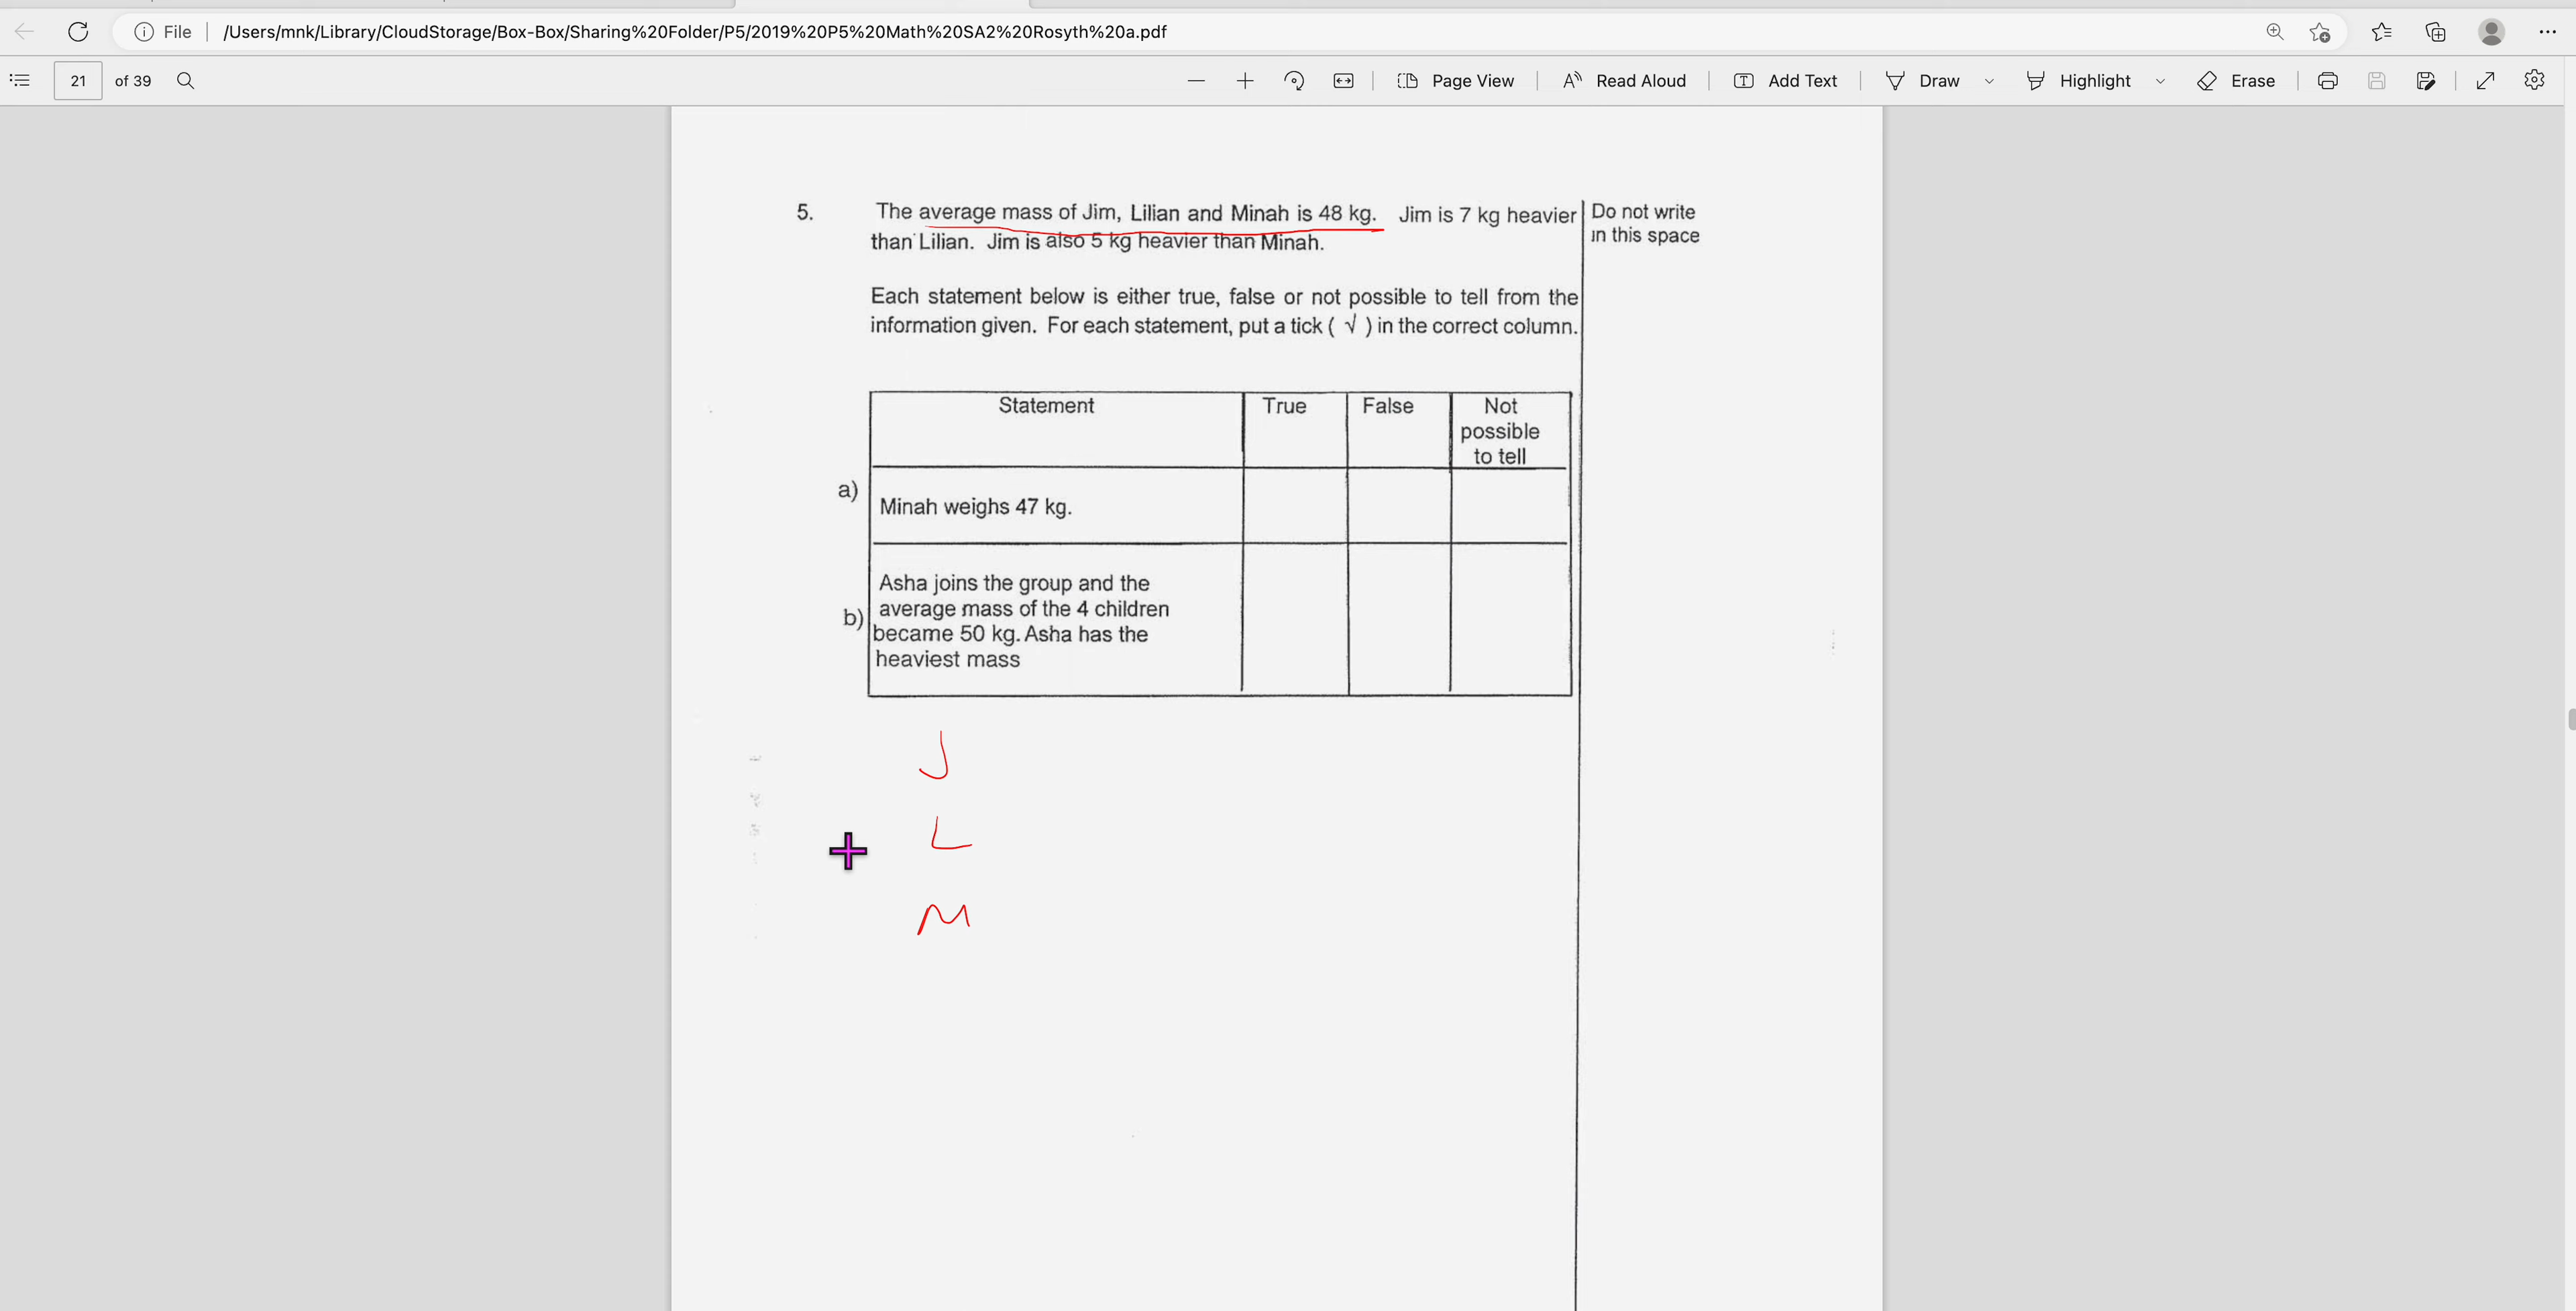 File /Users/mnk/Library/CloudStorage/Box-Box/Sharing%20Folder/P5/2019%20P5%20Math%20SA2%20Rosyth%20a.pdf
21 of 39 Page View Read Aloud Add Text Draw Highlight Erase
5. The average mass of Jim, Lilian and Minah is 48 kg. Jim is 7 kg heavier
than Lilian. Jim is also 5 kg heavier than Minah.
Do not write
in this space
Each statement below is either true, false or not possible to tell from the
information given. For each statement, put a tick ( √ ) in the correct column.
Statement True False Not
possible
to tell
a) Minah weighs 47 kg.
b) Asha joins the group and the
average mass of the 4 children
became 50 kg. Asha has the
heaviest mass
J
L
M